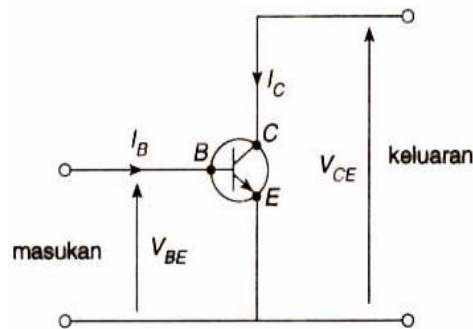 I_C
C
I_B
B
V_CE
keluaran
E
masukan
V_BE